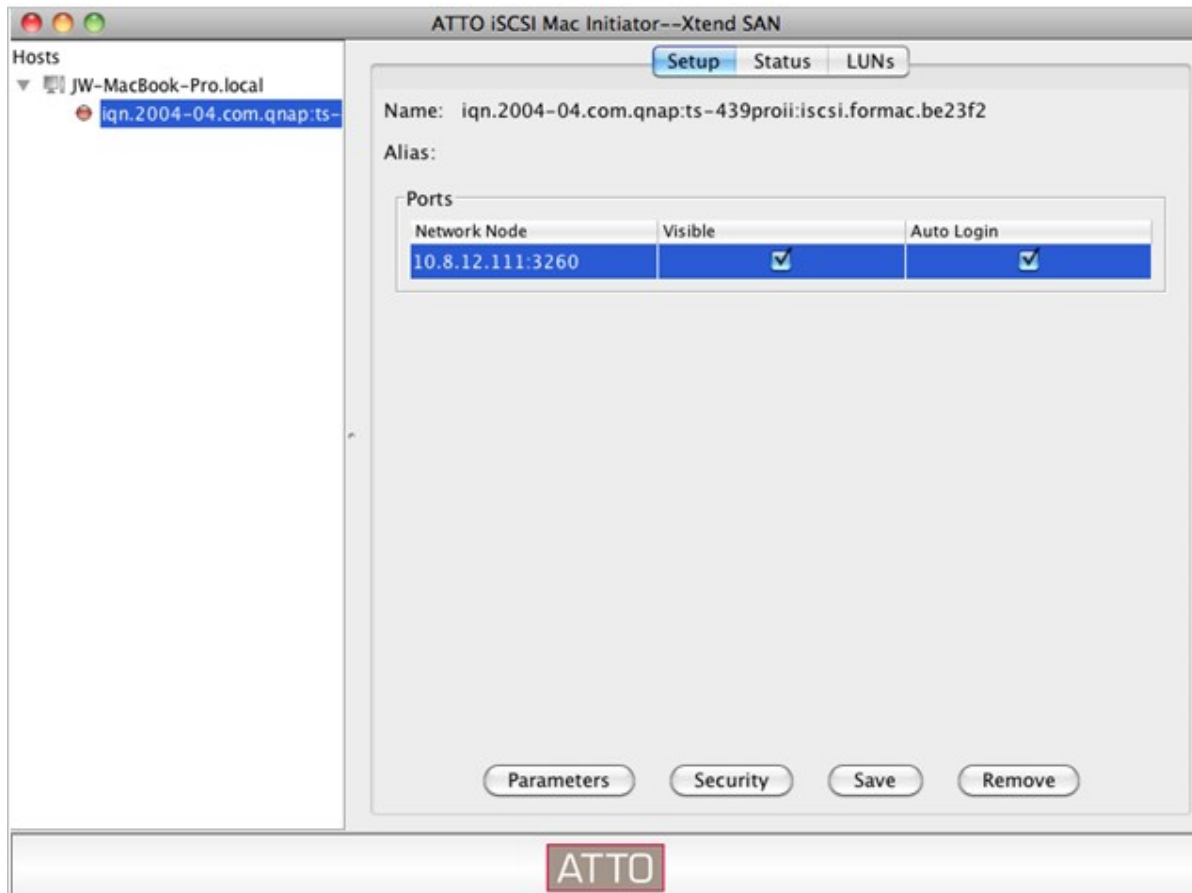 ATTO iSCSI Mac Initiator--Xtend SAN
Hosts
JW-MacBook-Pro.local
iqn.2004-04.com.qnap:ts-
Setup Status LUNs
Name: iqn.2004-04.com.qnap:ts-439proii:iscsi.formac.be23f2
Alias:
Ports
Network Node Visible Auto Login
10.8.12.111:3260
Parameters Security Save Remove
ATTO